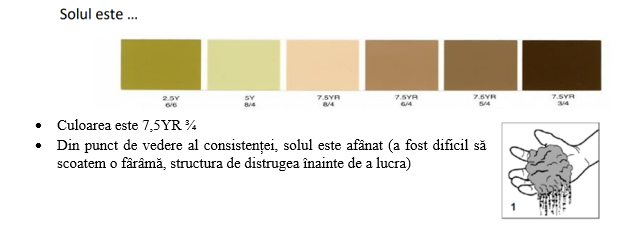 Solul este ...
2.5Y 5Y 7.5YR 7.5YR 7.5YR 7.5YR
6/6 8/4 8/4 6/4 5/4 3/4
• Culoarea este 7,5YR ¾
• Din punct de vedere al consistenței, solul este afânat (a fost dificil să
scoatem o fârâmă, structura de distrugea înainte de a lucra)
1